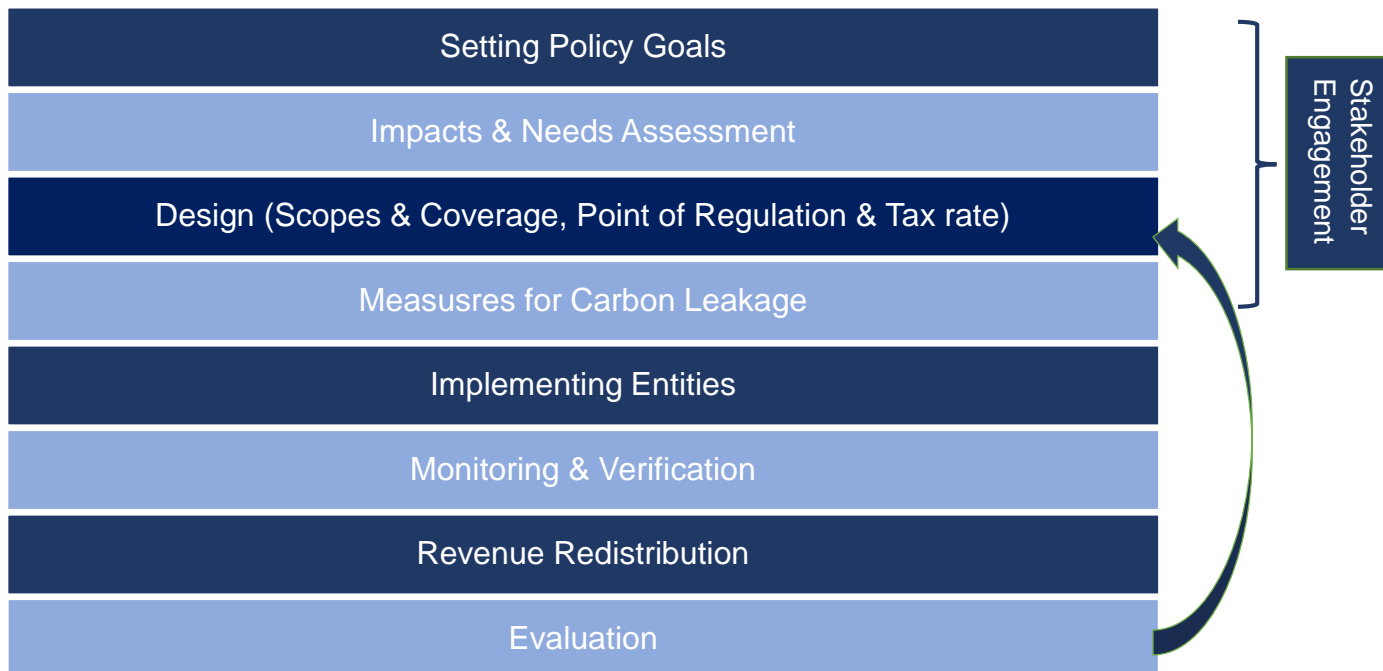 Setting Policy Goals
Impacts & Needs Assessment
Design (Scopes & Coverage, Point of Regulation & Tax rate)
Measusres for Carbon Leakage
Implementing Entities
Monitoring & Verification
Revenue Redistribution
Evaluation
Stakeholder
Engagement